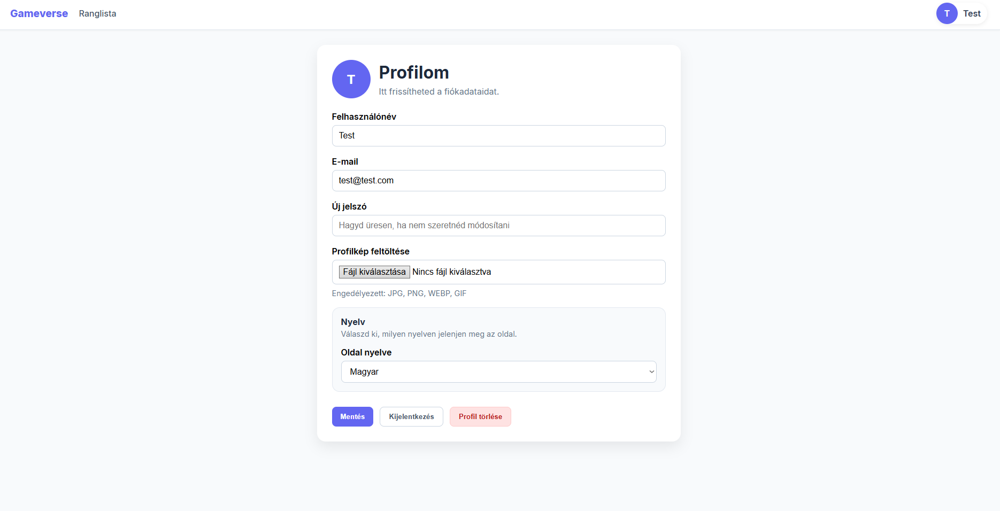 Gameverse Ranglista T Test
T
Profilom
Itt frissítheted a fiókadataidat.
Felhasználónév
Test
E-mail
test@test.com
Új jelszó
Hagyd üresen, ha nem szeretnéd módosítani
Profilkép feltöltése
Fájl kiválasztása Nincs fájl kiválasztva
Engedélyezett: JPG, PNG, WEBP, GIF
Nyelv
Válaszd ki, milyen nyelven jelenjen meg az oldal.
Oldal nyelve
Magyar
Mentés Kijelentkezés Profil törlése